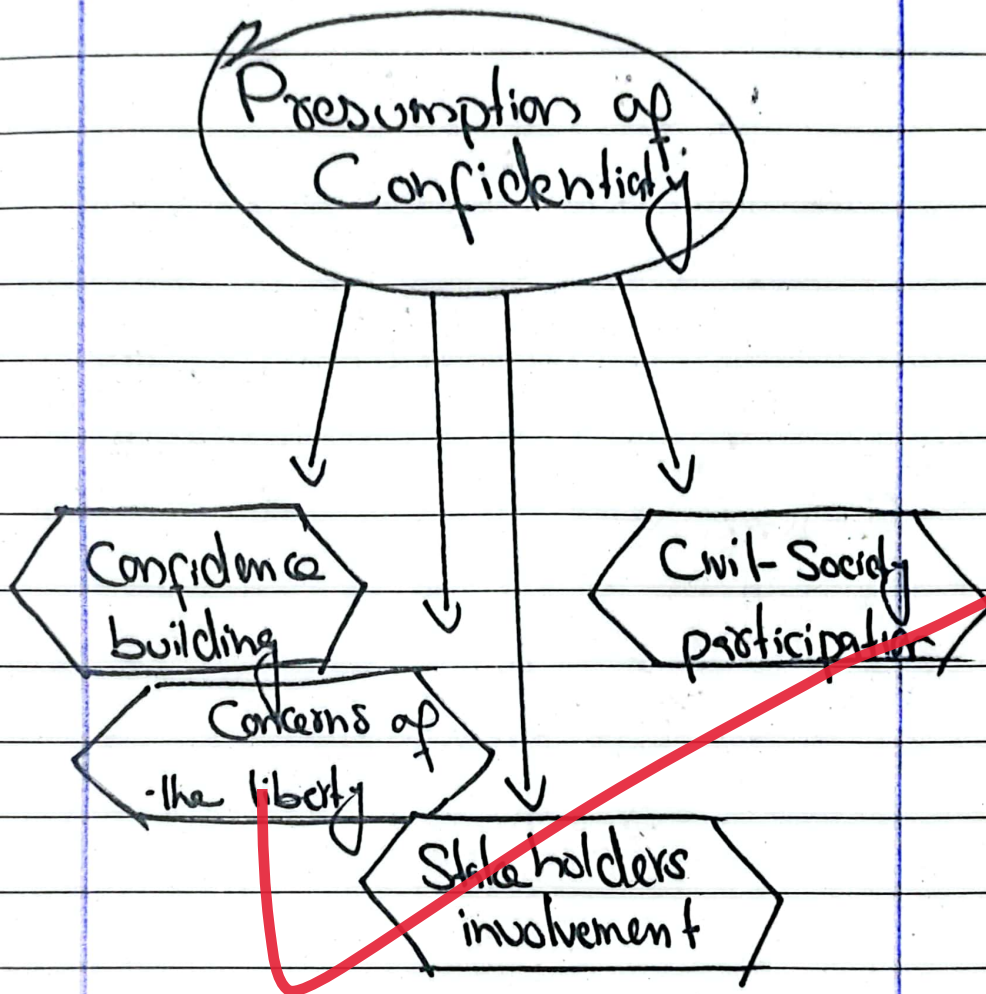 Presumption of
Confidentiality
Confidence
building
Civil-Society
participation
Concerns of
the liberty
Stakeholders
involvement